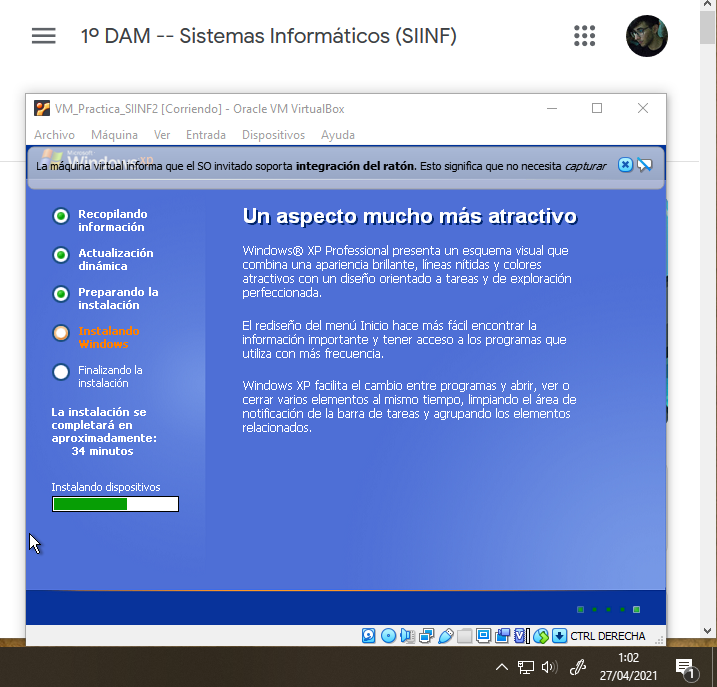 1º DAM -- Sistemas Informáticos (SIINF)
VM_Practica_SIINF2 [Corriendo] - Oracle VM VirtualBox
Archivo Máquina Ver Entrada Dispositivos Ayuda
Microsoft
Windows xp
La máquina virtual informa que el SO invitado soporta integración del ratón. Esto significa que no necesita capturar
Recopilando
información
Actualización
dinámica
Preparando la
instalación
Instalando
Windows
Finalizando la
instalación
La instalación se
completará en
aproximadamente:
34 minutos
Instalando dispositivos
Un aspecto mucho más atractivo
Windows® XP Professional presenta un esquema visual que
combina una apariencia brillante, líneas nítidas y colores
atractivos con un diseño orientado a tareas y de exploración
perfeccionada.
El rediseño del menú Inicio hace más fácil encontrar la
información importante y tener acceso a los programas que
utiliza con más frecuencia.
Windows XP facilita el cambio entre programas y abrir, ver o
cerrar varios elementos al mismo tiempo, limpiando el área de
notificación de la barra de tareas y agrupando los elementos
relacionados.
CTRL DERECHA
1:02
27/04/2021
1